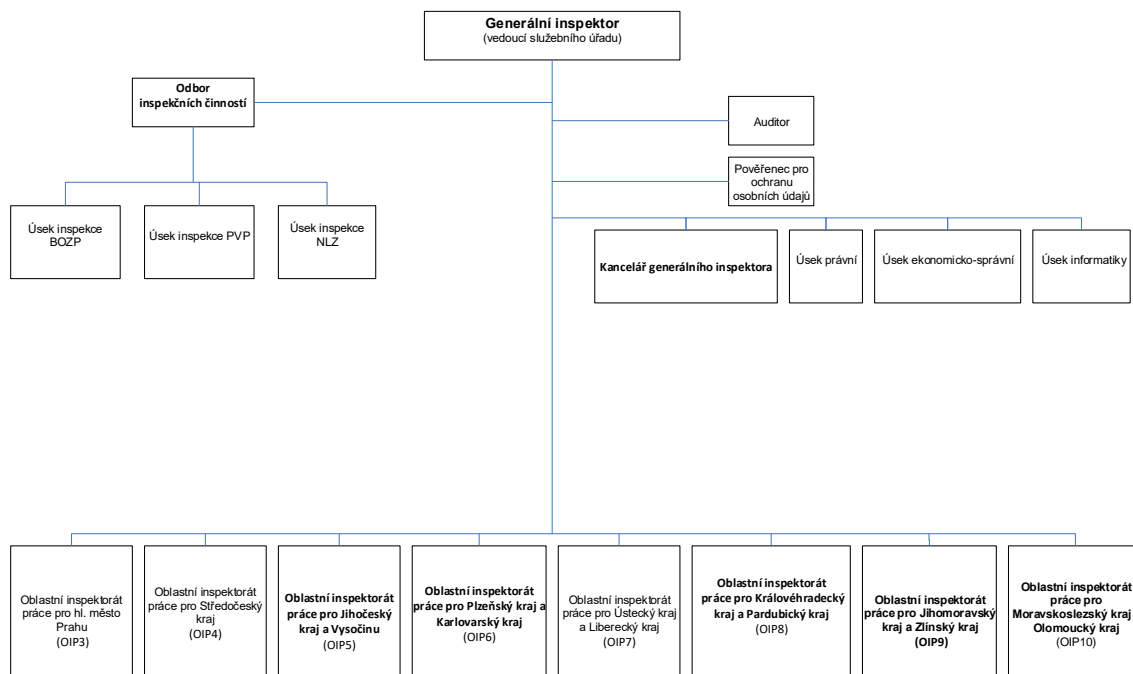 Generální inspektor
(vedoucí služebního úřadu)
Odbor
inspekčních činností
Auditor
Pověřenec pro
ochranu
osobních údajů
Úsek inspekce
BOZP
Úsek inspekce PVP
Úsek inspekce
NLZ
Kancelář generálního inspektora
Úsek právní
Úsek ekonomicko-správní
Úsek informatiky
Oblastní inspektorát
práce pro hl. město
Prahu
(OIP3)
Oblastní inspektorát
práce pro Středočeský
kraj
(OIP4)
Oblastní inspektorát
práce pro Jihočeský
kraj a Vysočinu
(OIP5)
Oblastní inspektorát
práce pro Plzeňský kraj a
Karlovarský kraj
(OIP6)
Oblastní inspektorát
práce pro Ústecký kraj
a Liberecký kraj
(OIP7)
Oblastní inspektorát
práce pro Královéhradecký
kraj a Pardubický kraj
(OIP8)
Oblastní inspektorát
práce pro Jihomoravský
kraj a Zlínský kraj
(OIP9)
Oblastní inspektorát
práce pro
Moravskoslezský kraj a
Olomoucký kraj
(OIP10)